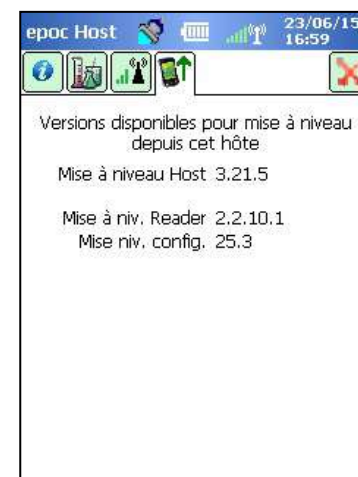 epoc Host 23/06/15
16:59
Versions disponibles pour mise à niveau
depuis cet hôte
Mise à niveau Host 3.21.5
Mise à niv. Reader 2.2.10.1
Mise niv. config. 25.3